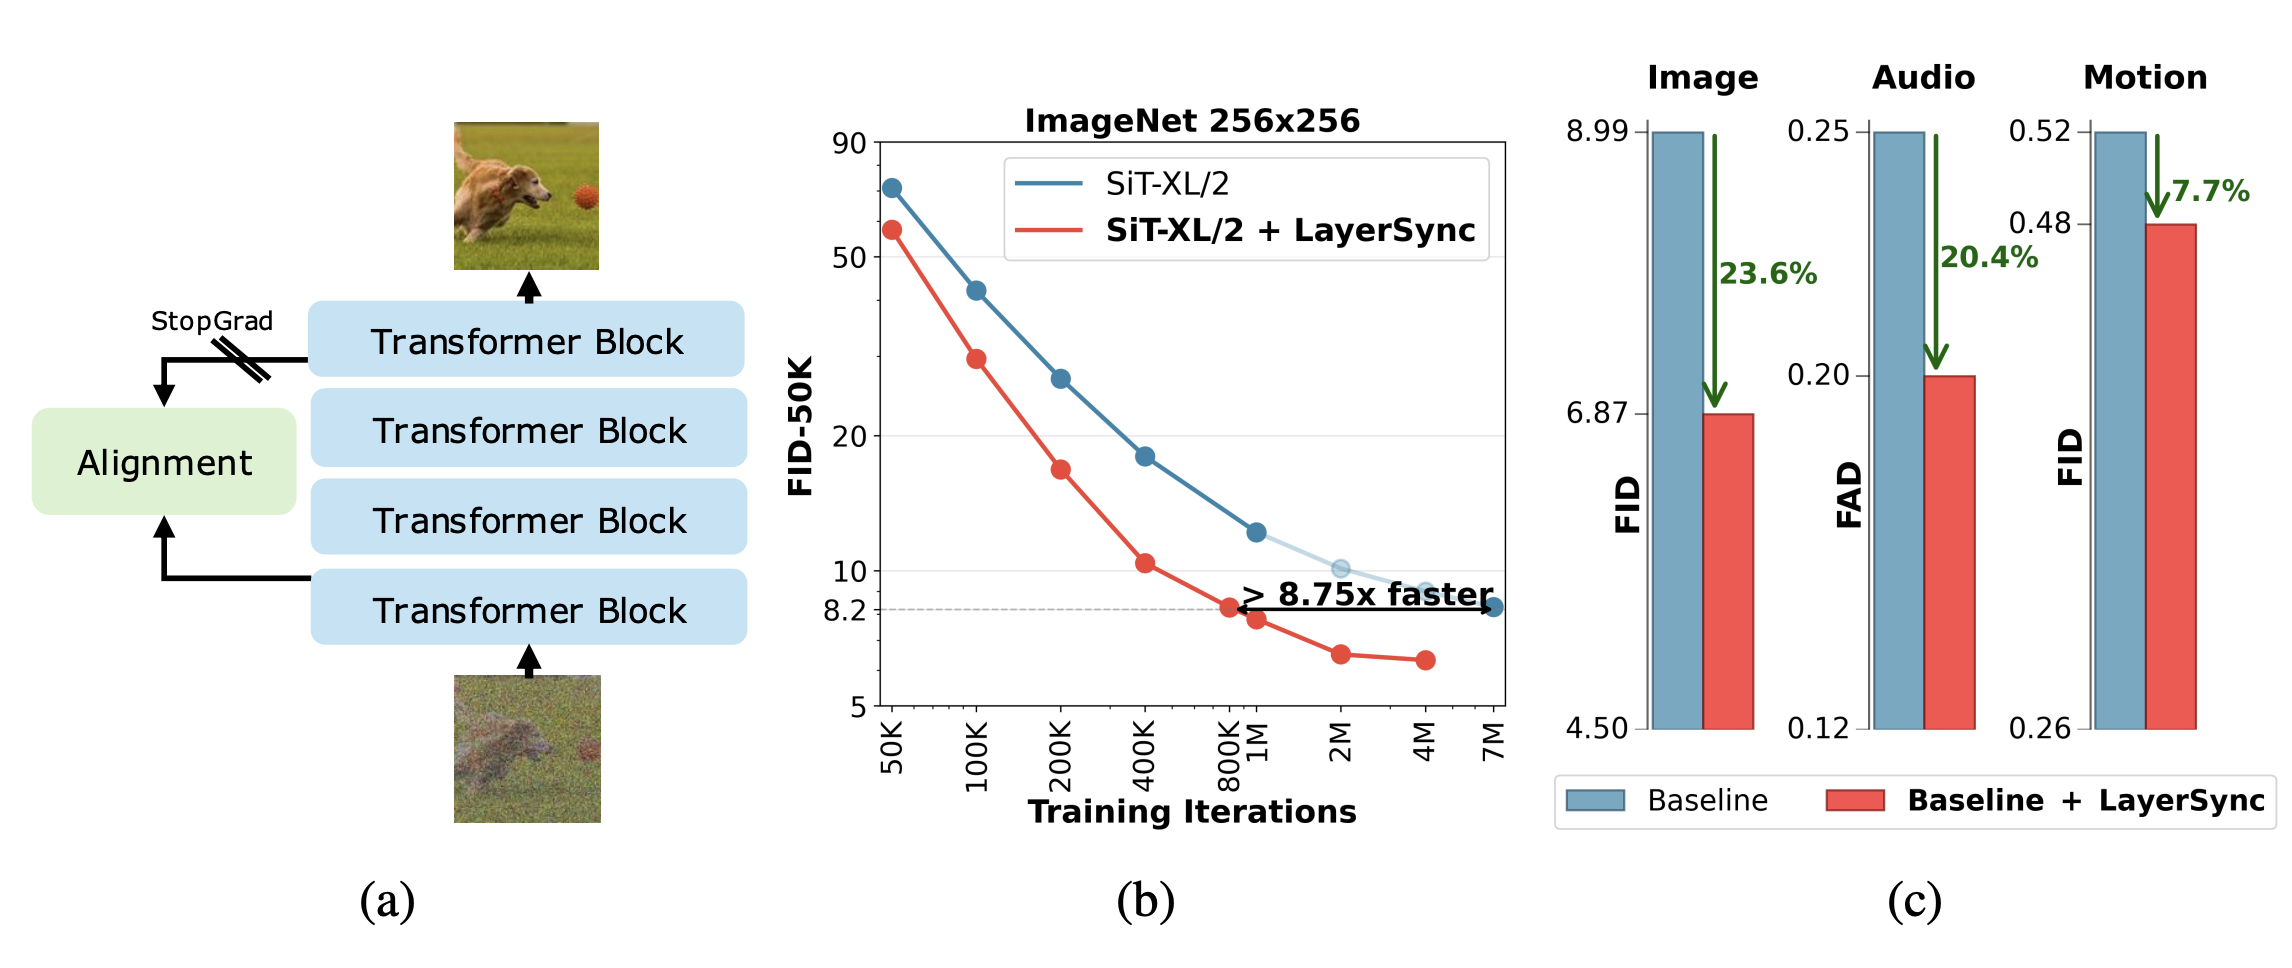 StopGrad
Transformer Block
Transformer Block
Alignment
Transformer Block
Transformer Block
(a)
ImageNet 256x256
SiT-XL/2
SiT-XL/2 + LayerSync
FID-50K
90
50
20
10
8.2
5
> 8.75x faster
50K
100K
200K
400K
800K
1M
2M
4M
7M
Training Iterations
(b)
Image
8.99
6.87
4.50
FID
23.6%
Audio
0.25
0.20
0.12
FAD
20.4%
Motion
0.52
0.48
0.26
FID
7.7%
Baseline
Baseline + LayerSync
(c)